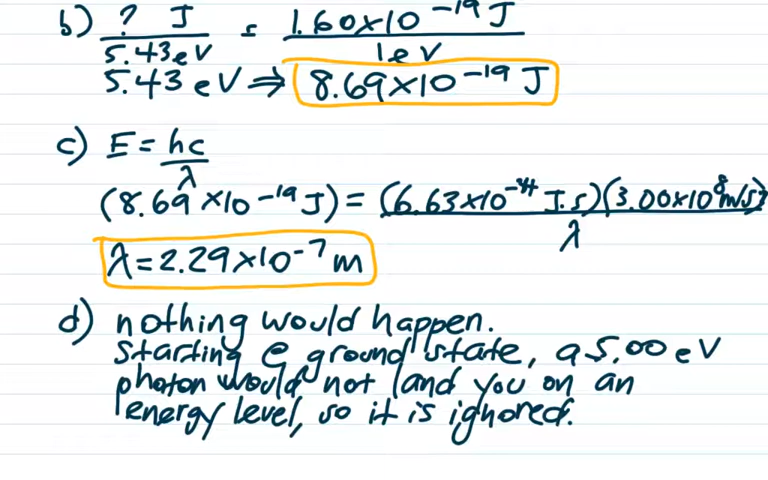 b) ? J = 1.60×10⁻¹⁹ J
5.43 eV 1 eV
5.43 eV ⇒ 8.69×10⁻¹⁹ J
c) E = hc
λ
(8.69×10⁻¹⁹ J) = (6.63×10⁻³⁴ J·s)(3.00×10⁸ m/s)
λ
λ = 2.29×10⁻⁷ m
d) nothing would happen.
Starting @ ground state, a 5.00 eV
photon would not land you on an
energy level, so it is ignored.